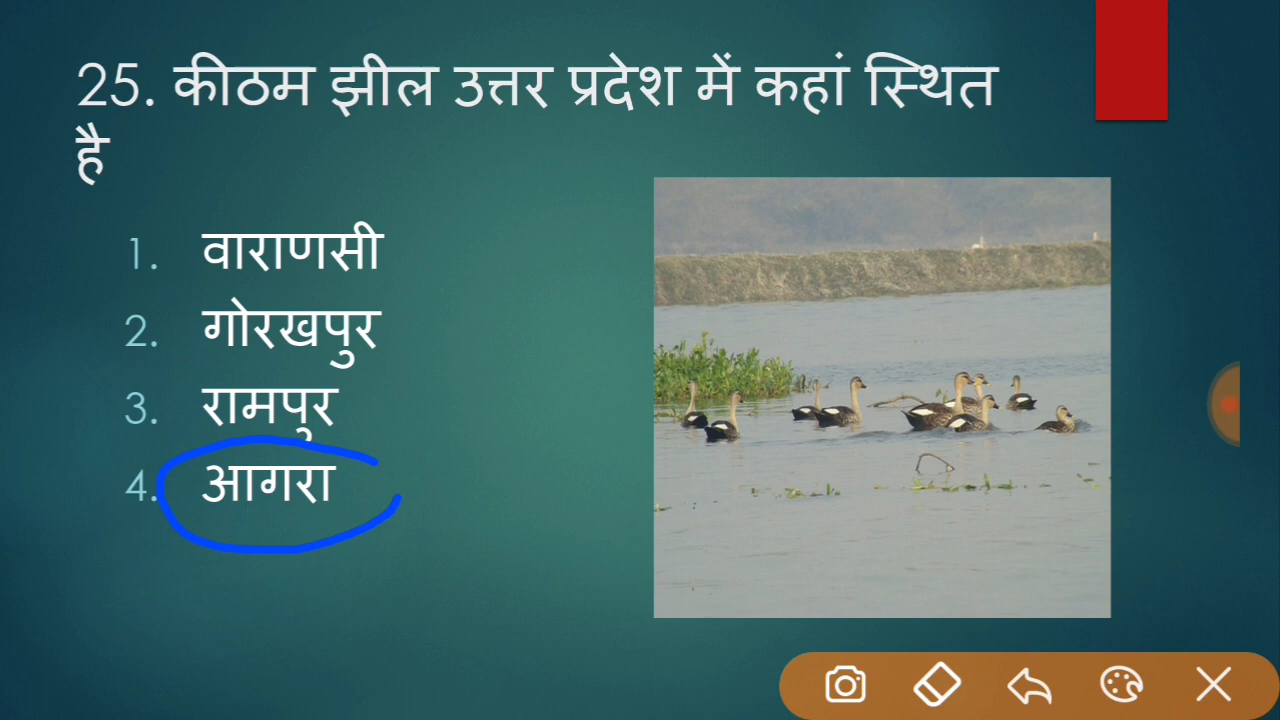 25. कीठम झील उत्तर प्रदेश में कहां स्थित
है
1. वाराणसी
2. गोरखपुर
3. रामपुर
4. आगरा